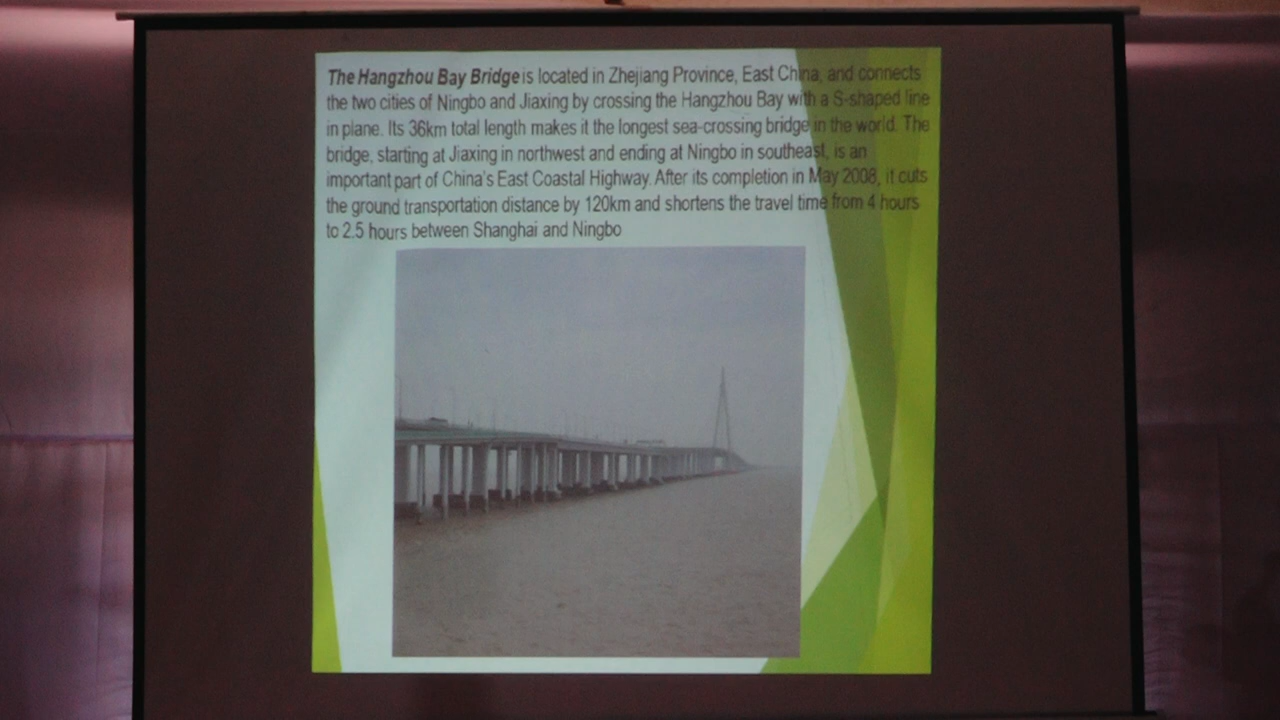 The Hangzhou Bay Bridge is located in Zhejiang Province, East China, and connects
the two cities of Ningbo and Jiaxing by crossing the Hangzhou Bay with a S-shaped line
in plane. Its 36km total length makes it the longest sea-crossing bridge in the world. The
bridge, starting at Jiaxing in northwest and ending at Ningbo in southeast, is an
important part of China's East Coastal Highway. After its completion in May 2008, it cuts
the ground transportation distance by 120km and shortens the travel time from 4 hours
to 2.5 hours between Shanghai and Ningbo